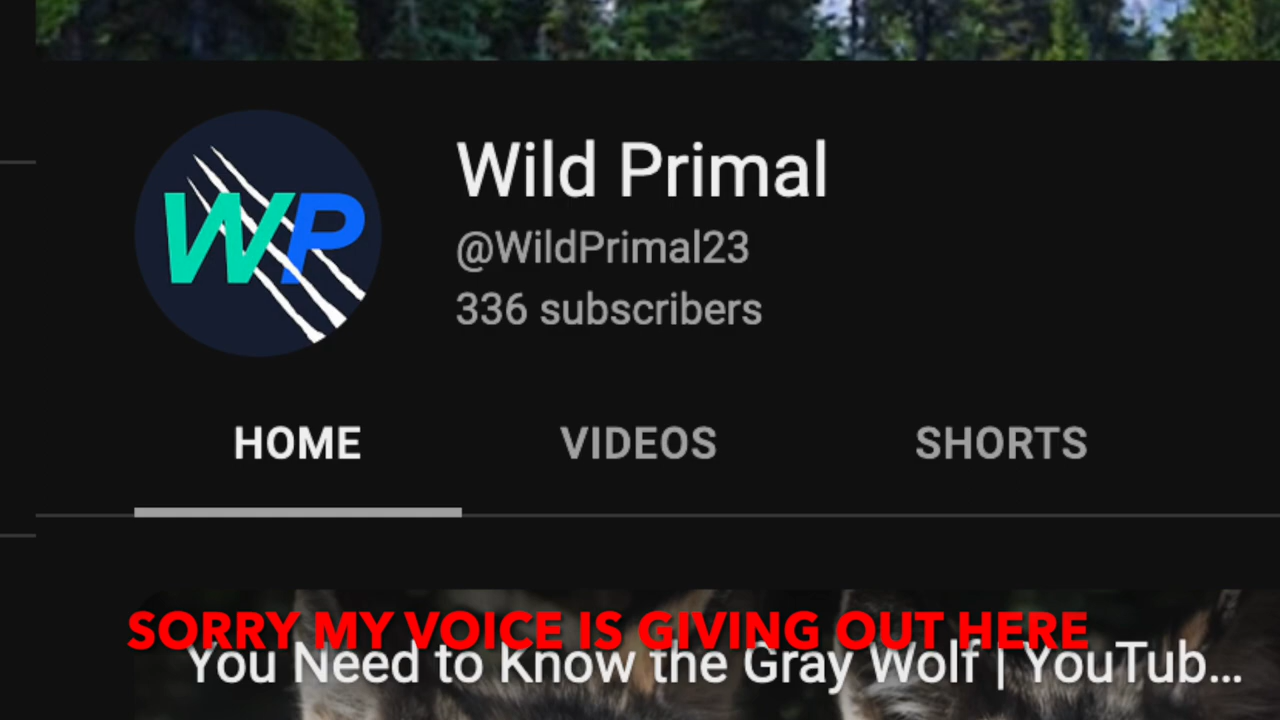 WP
Wild Primal
@WildPrimal23
336 subscribers
HOME VIDEOS SHORTS
SORRY MY VOICE IS GIVING OUT HERE
You Need to Know the Gray Wolf | YouTub...